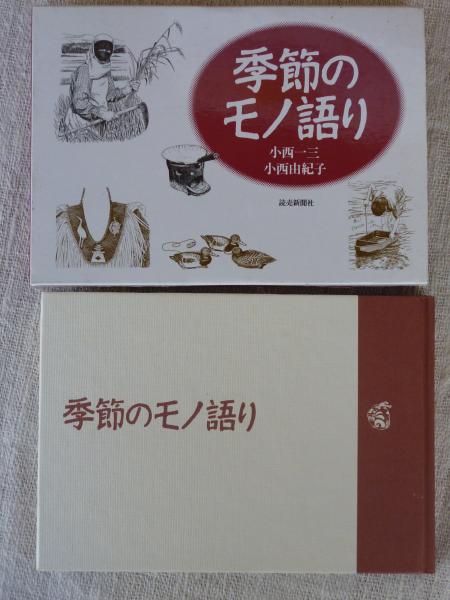 季節の
モノ語り
小西一三
小西由紀子
読売新聞社
季節のモノ語り